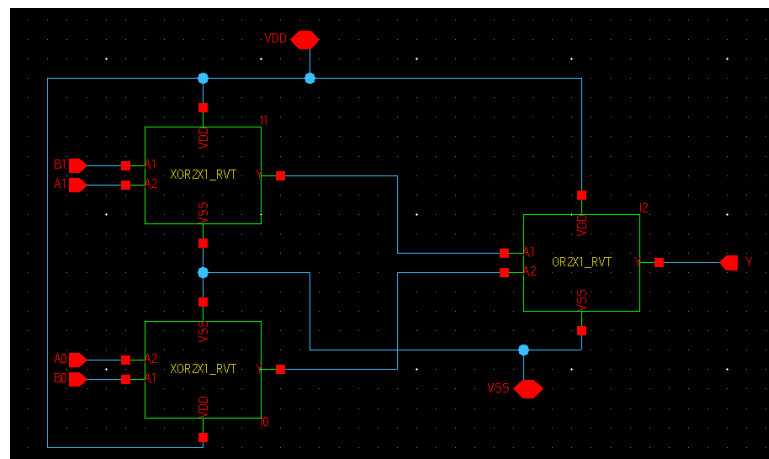 VDD
I1
VDD
B1 A1
A1 A2
XOR2X1_RVT
Y
VSS
I2
VDD
A1
A2
OR2X1_RVT
Y
Y
VSS
VSS
A0 A2
B0 A1
XOR2X1_RVT
Y
VDD
I0
VSS